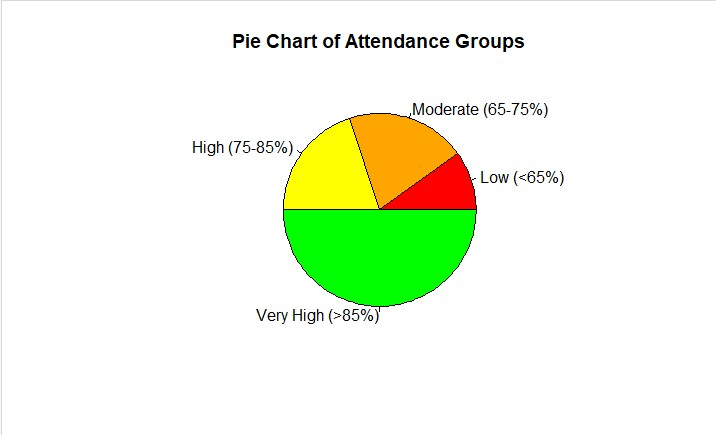 Pie Chart of Attendance Groups
Moderate (65-75%)
High (75-85%)
Low (<65%)
Very High (>85%)